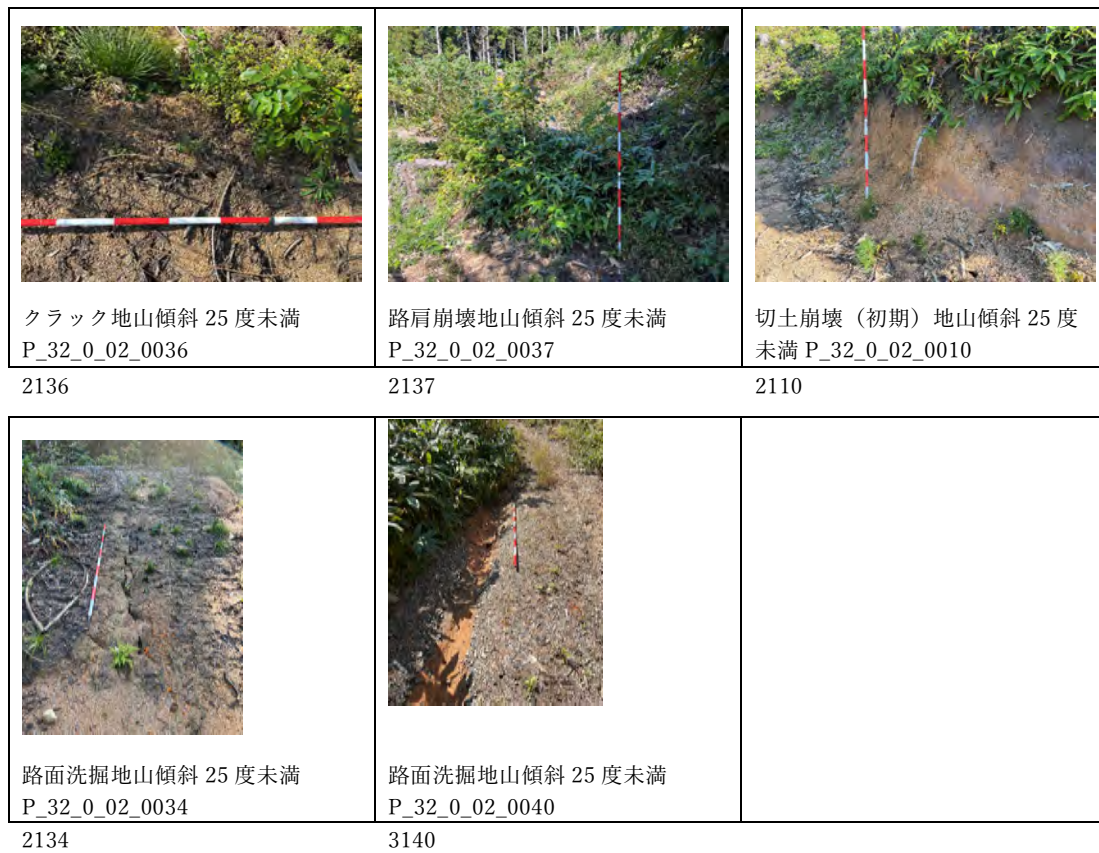 クラック地山傾斜 25 度未満
P_32_0_02_0036
路肩崩壊地山傾斜 25 度未満
P_32_0_02_0037
切土崩壊（初期）地山傾斜 25 度
未満 P_32_0_02_0010
2136
2137
2110
路面洗掘地山傾斜 25 度未満
P_32_0_02_0034
路面洗掘地山傾斜 25 度未満
P_32_0_02_0040
2134
3140